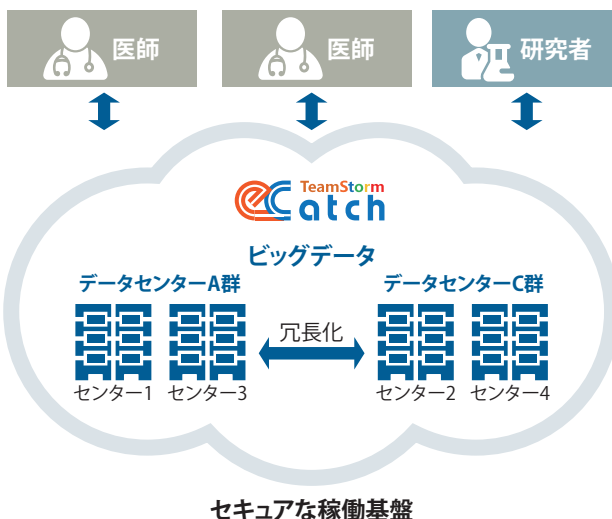 医師
医師
研究者
TeamStorm
eCatch
ビッグデータ
データセンターA群
データセンターC群
冗長化
センター1 センター3
センター2 センター4
セキュアな稼働基盤